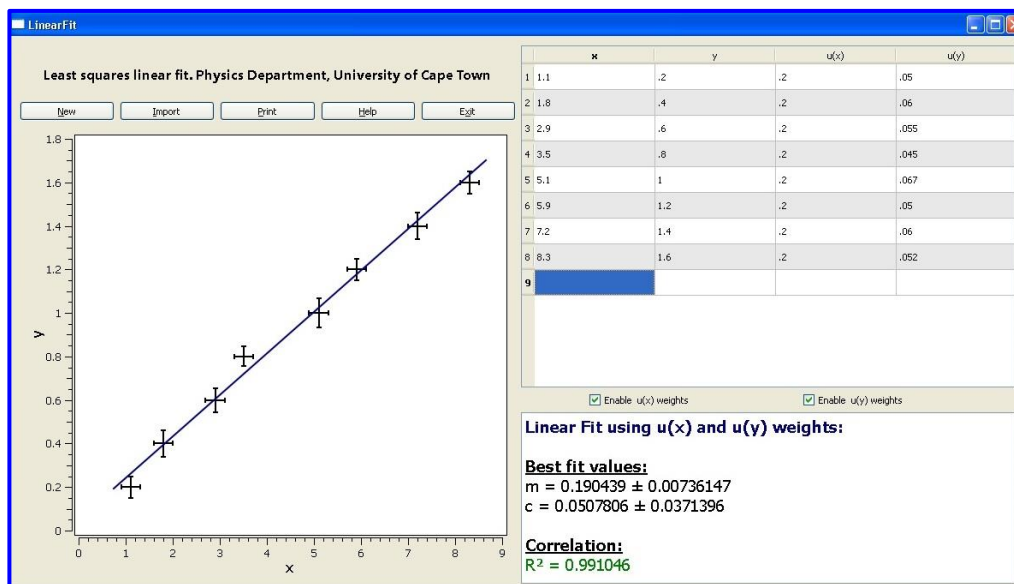 LinearFit
Least squares linear fit. Physics Department, University of Cape Town
New Import Print Help Exit
1.8
1.6
1.4
1.2
1
0.8
0.6
0.4
0.2
0
y
0 1 2 3 4 5 6 7 8 9
x
x y u(x) u(y)
1 1.1 .2 .2 .05
2 1.8 .4 .2 .06
3 2.9 .6 .2 .055
4 3.5 .8 .2 .045
5 5.1 1 .2 .067
6 5.9 1.2 .2 .05
7 7.2 1.4 .2 .06
8 8.3 1.6 .2 .052
9
Enable u(x) weights Enable u(y) weights
Linear Fit using u(x) and u(y) weights:
Best fit values:
m = 0.190439 ± 0.00736147
c = 0.0507806 ± 0.0371396
Correlation:
R² = 0.991046